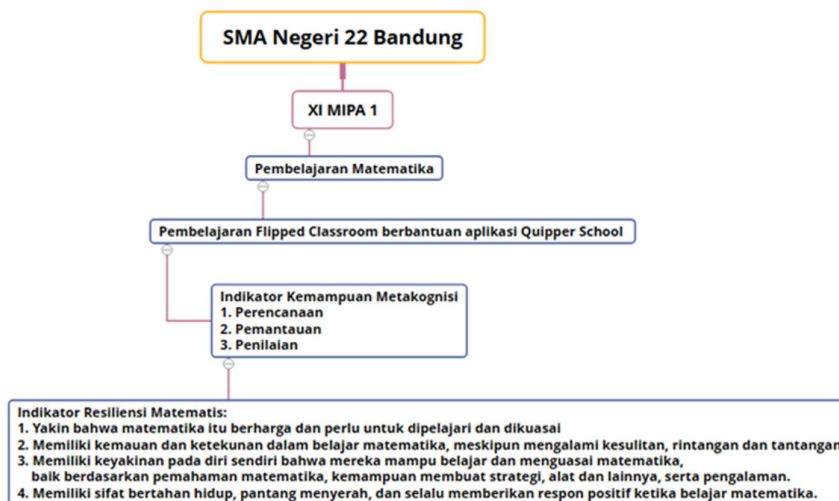 SMA Negeri 22 Bandung
XI MIPA 1
Pembelajaran Matematika
Pembelajaran Flipped Classroom berbantuan aplikasi Quipper School
Indikator Kemampuan Metakognisi
1. Perencanaan
2. Pemantauan
3. Penilaian
Indikator Resiliensi Matematis:
1. Yakin bahwa matematika itu berharga dan perlu untuk dipelajari dan dikuasai
2. Memiliki kemauan dan ketekunan dalam belajar matematika, meskipun mengalami kesulitan, rintangan dan tantangan
3. Memiliki keyakinan pada diri sendiri bahwa mereka mampu belajar dan menguasai matematika,
baik berdasarkan pemahaman matematika, kemampuan membuat strategi, alat dan lainnya, serta pengalaman.
4. Memiliki sifat bertahan hidup, pantang menyerah, dan selalu memberikan respon positif ketika belajar matematika.